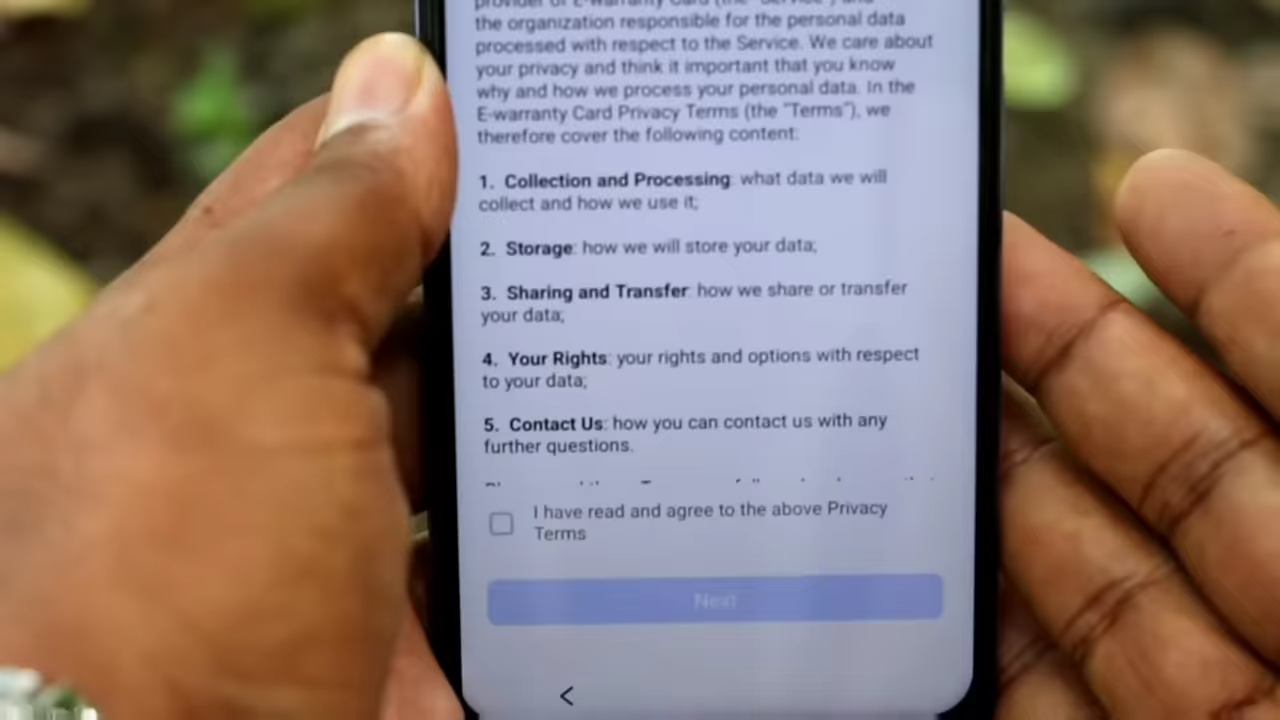 provider of E-warranty Card (the "Service") and
the organization responsible for the personal data
processed with respect to the Service. We care about
your privacy and think it important that you know
why and how we process your personal data. In the
E-warranty Card Privacy Terms (the "Terms"), we
therefore cover the following content:
1. Collection and Processing: what data we will
collect and how we use it;
2. Storage: how we will store your data;
3. Sharing and Transfer: how we share or transfer
your data;
4. Your Rights: your rights and options with respect
to your data;
5. Contact Us: how you can contact us with any
further questions.
I have read and agree to the above Privacy
Terms
Next